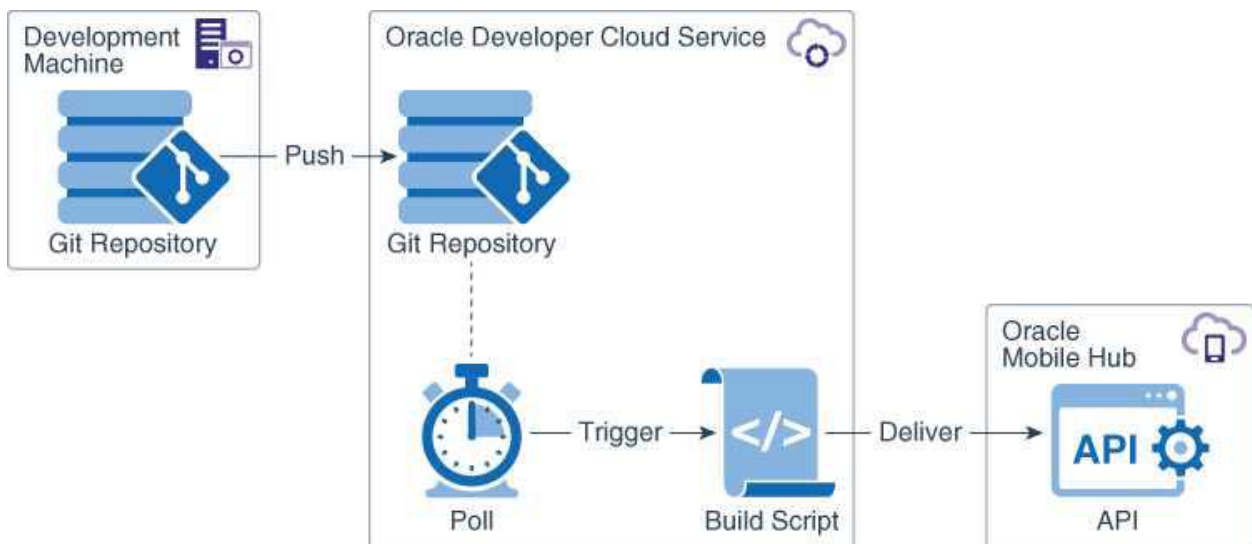 Development
Machine
Git Repository
Push
Oracle Developer Cloud Service
Git Repository
Poll
Trigger
</>
Build Script
Deliver
Oracle
Mobile Hub
API
API